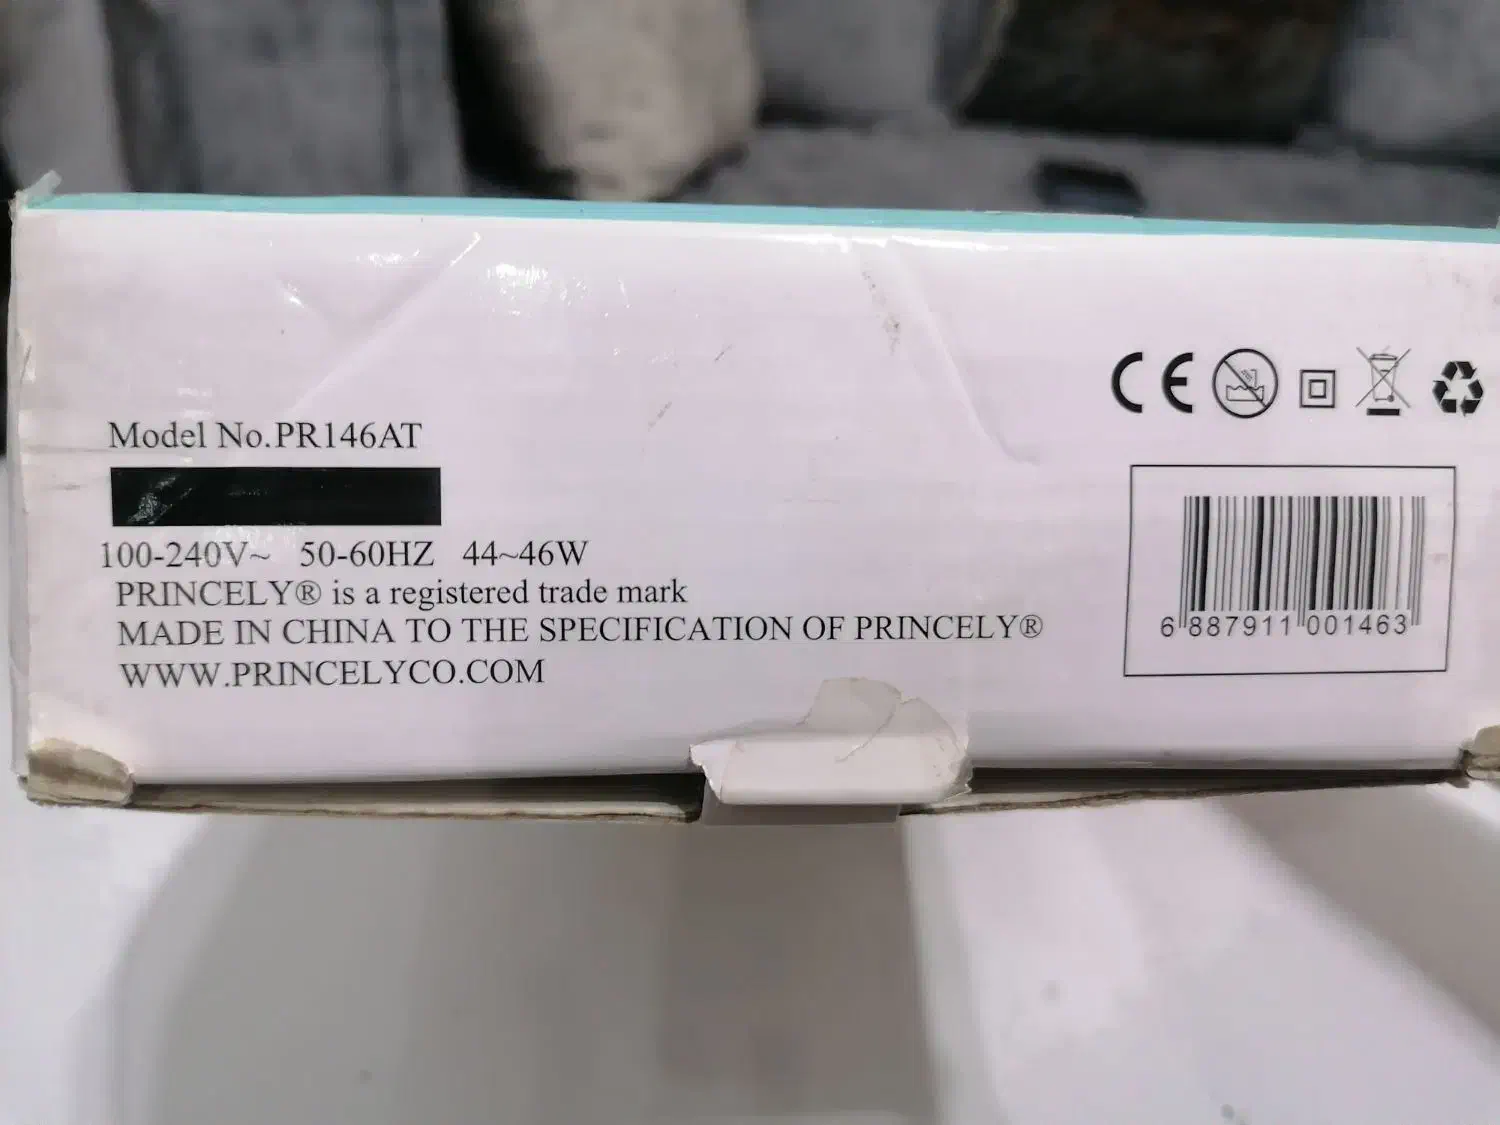 Model No.PR146AT
100-240V~ 50-60HZ 44~46W
PRINCELY® is a registered trade mark
MADE IN CHINA TO THE SPECIFICATION OF PRINCELY®
WWW.PRINCELYCO.COM
CE
6 887911 001463